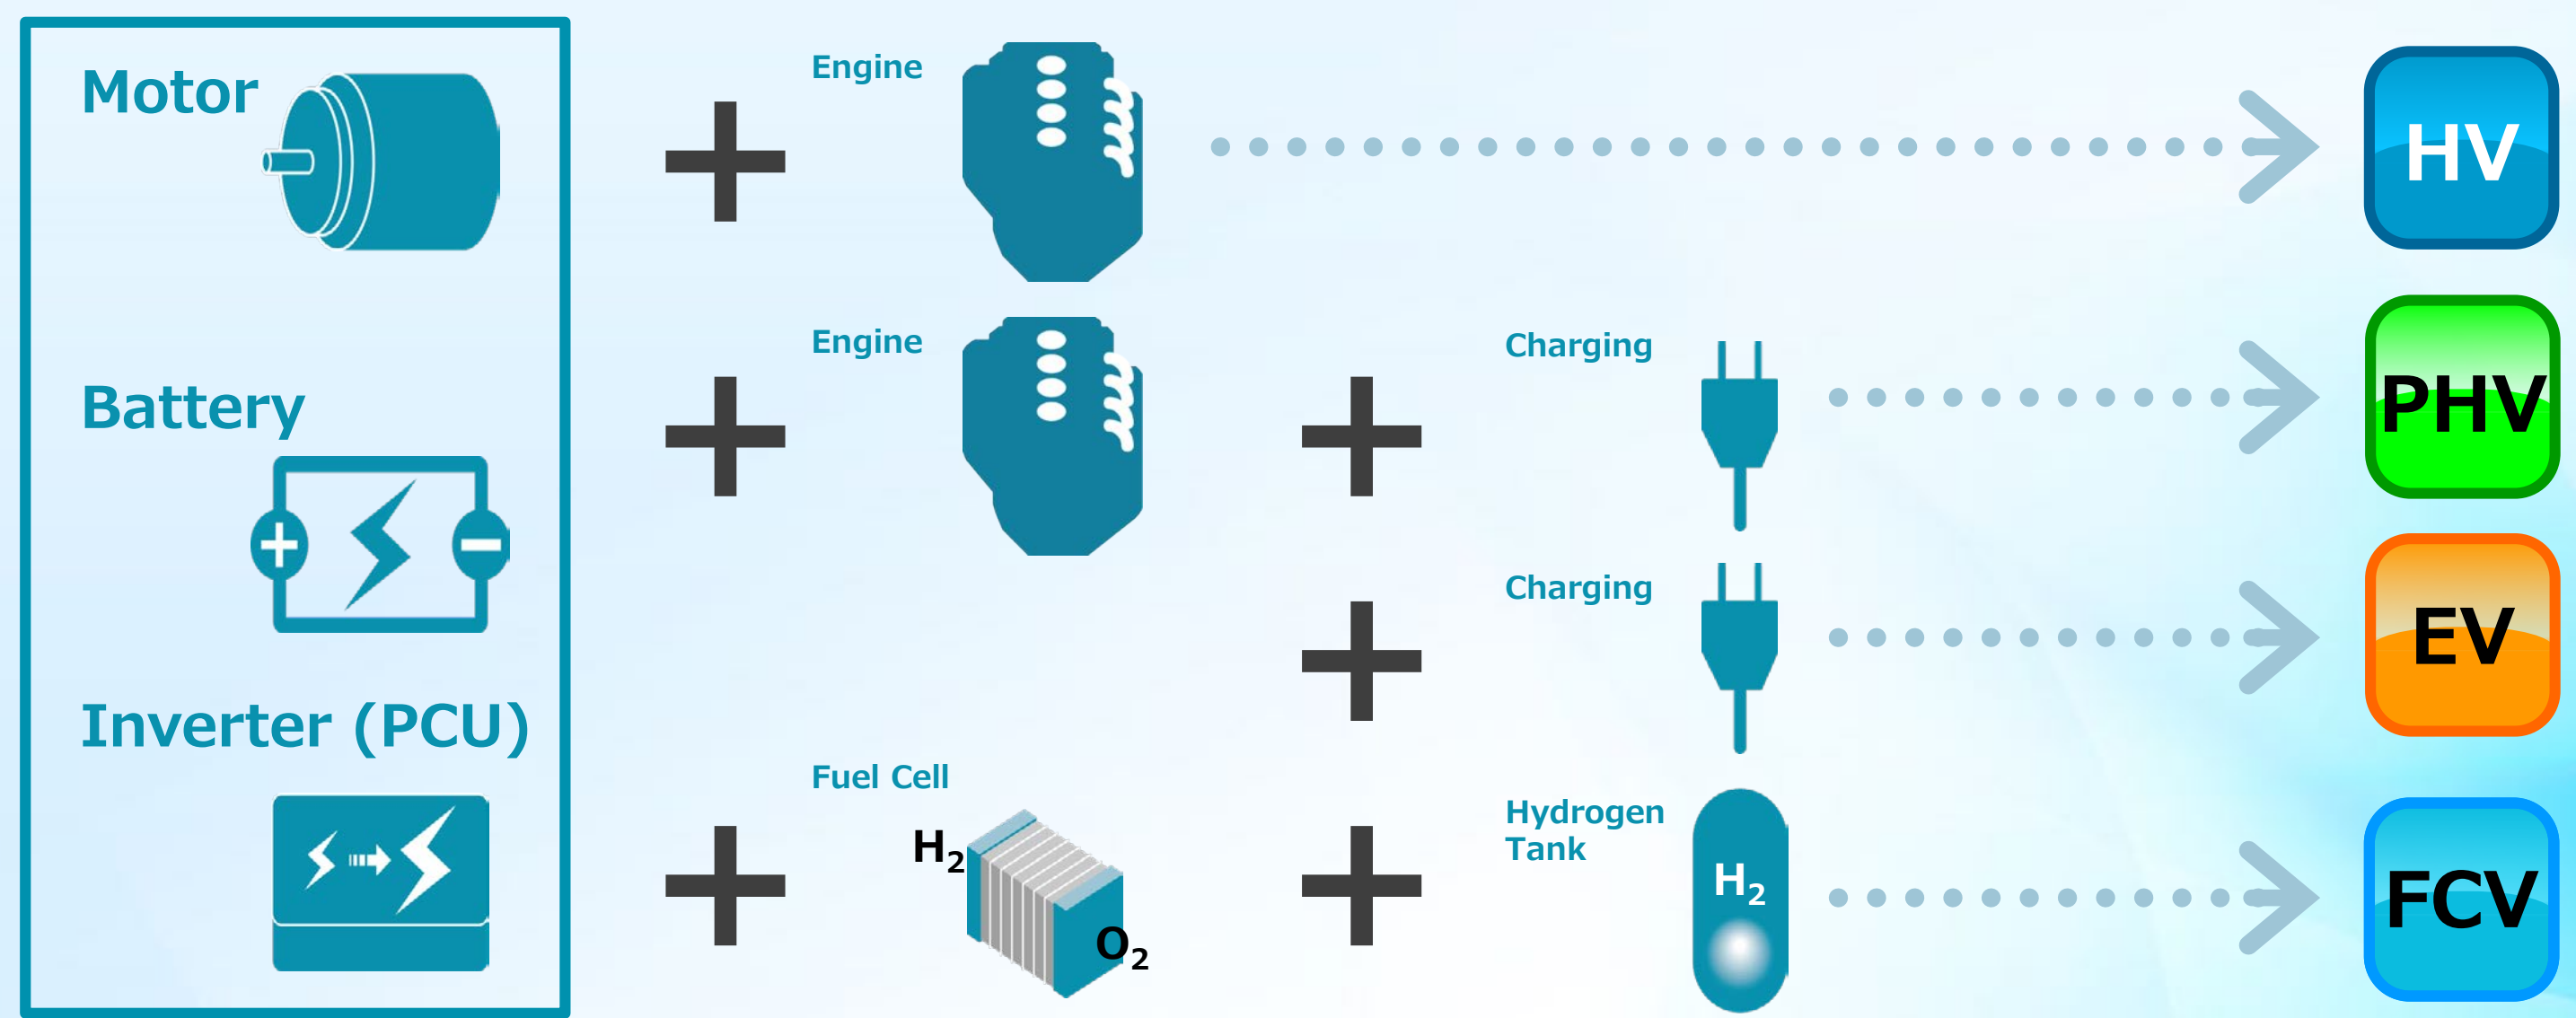 Motor
Battery
Inverter (PCU)
Engine
HV
Engine
Charging
PHV
Charging
EV
Fuel Cell
H₂
O₂
Hydrogen
Tank
H₂
FCV